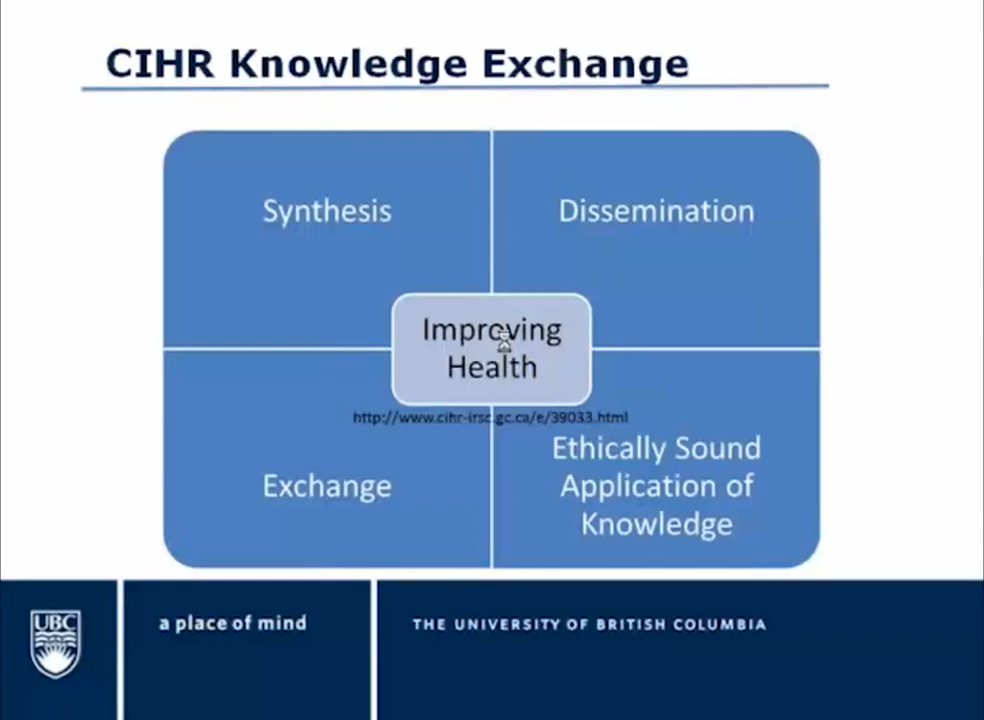 CIHR Knowledge Exchange
Synthesis
Dissemination
Improving
Health
http://www.cihr-irsc.gc.ca/e/39033.html
Exchange
Ethically Sound
Application of
Knowledge
UBC
a place of mind
THE UNIVERSITY OF BRITISH COLUMBIA